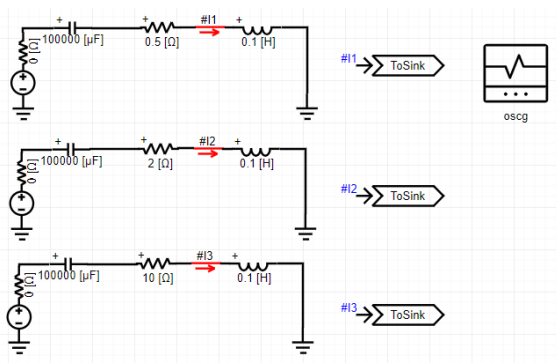 + + #I1 +
100000 [µF] 0.5 [Ω] 0.1 [H]
0 [Ω]
#I1 ToSink
oscg
+ + #I2 +
100000 [µF] 2 [Ω] 0.1 [H]
0 [Ω]
#I2 ToSink
+ + #I3 +
100000 [µF] 10 [Ω] 0.1 [H]
0 [Ω]
#I3 ToSink